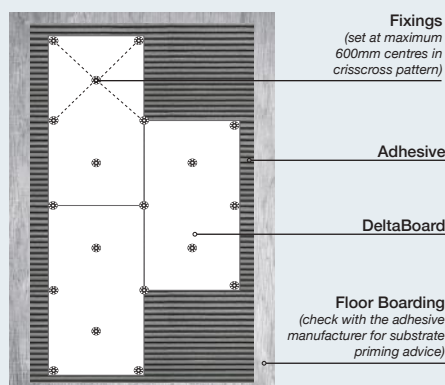 Fixings
(set at maximum
600mm centres in
crisscross pattern)
Adhesive
DeltaBoard
Floor Boarding
(check with the adhesive
manufacturer for substrate
priming advice)